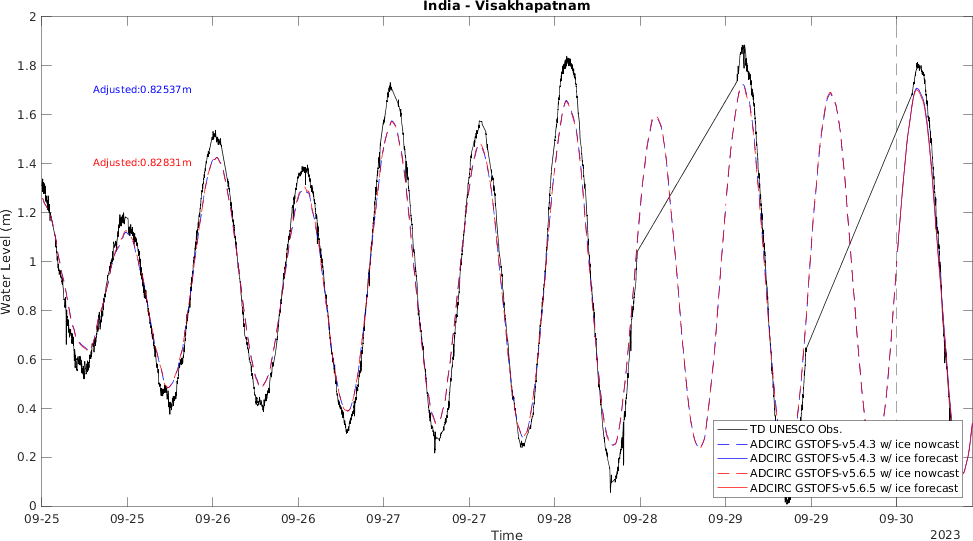 India - Visakhapatnam
2
1.8
1.6
1.4
1.2
1
0.8
0.6
0.4
0.2
0
Water Level (m)
Adjusted:0.82537m
Adjusted:0.82831m
TD UNESCO Obs.
ADCIRC GSTOFS-v5.4.3 w/ ice nowcast
ADCIRC GSTOFS-v5.4.3 w/ ice forecast
ADCIRC GSTOFS-v5.6.5 w/ ice nowcast
ADCIRC GSTOFS-v5.6.5 w/ ice forecast
09-25 09-25 09-26 09-26 09-27 09-27 09-28 09-28 09-29 09-29 09-30
Time
2023